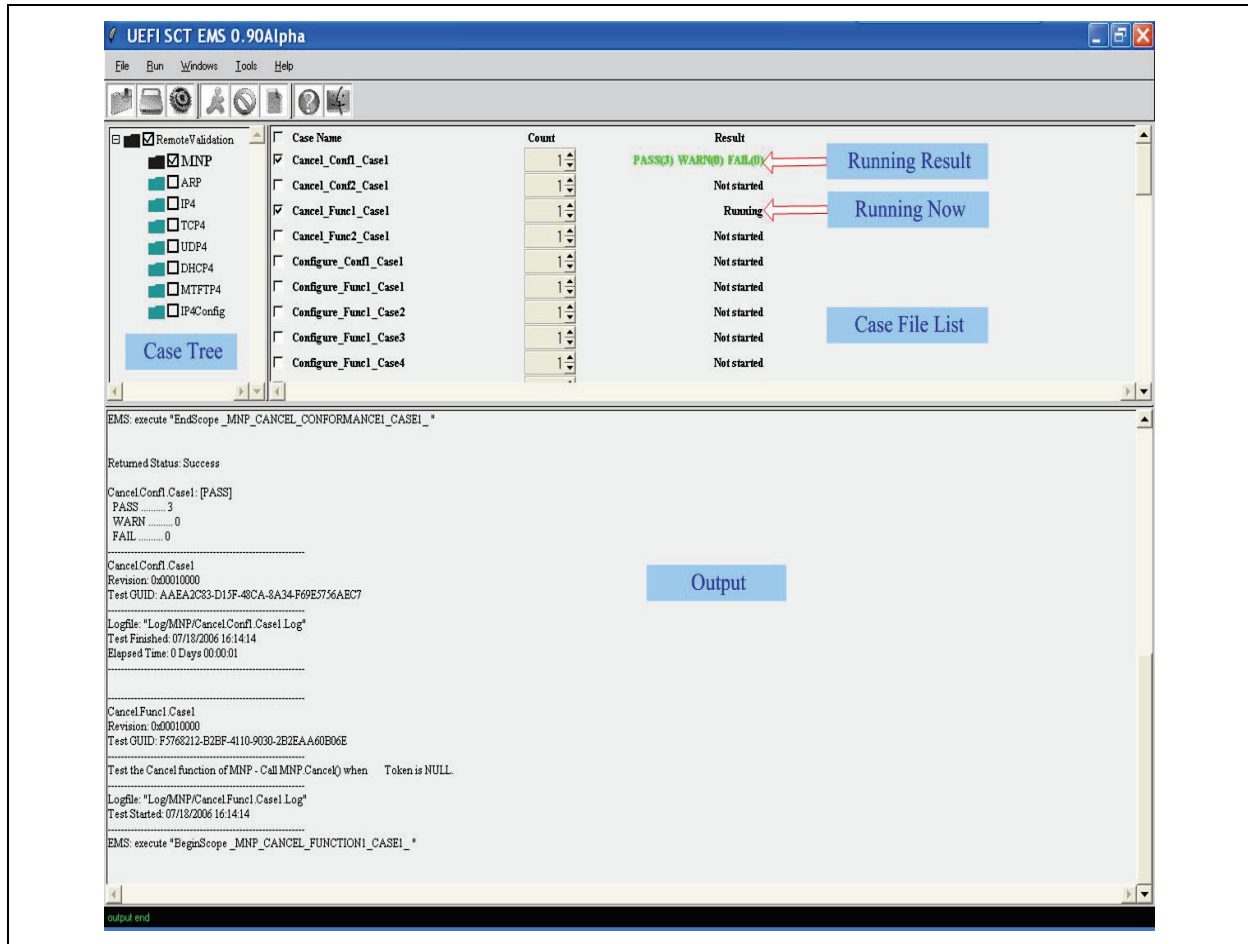 UEFI SCT EMS 0.90Alpha
File Run Windows Tools Help
RemoteValidation
MNP
ARP
IP4
TCP4
UDP4
DHCP4
MTFTP4
IP4Config
Case Tree
Case Name Count Result
Cancel_Conf1_Case1 1 PASS(3) WARN(0) FAIL(0) Running Result
Cancel_Conf2_Case1 1 Not started
Cancel_Func1_Case1 1 Running Running Now
Cancel_Func2_Case1 1 Not started
Configure_Conf1_Case1 1 Not started
Configure_Func1_Case1 1 Not started
Configure_Func1_Case2 1 Not started
Case File List
Configure_Func1_Case3 1 Not started
Configure_Func1_Case4 1 Not started
EMS: execute "EndScope _MNP_CANCEL_CONFORMANCE1_CASE1_ "
Returned Status: Success
Cancel.Conf1.Case1: [PASS]
PASS .......... 3
WARN .......... 0
FAIL .......... 0
------------------------------------------------------------
Cancel.Conf1.Case1
Revision: 0x00010000
Test GUID: AAEA2C83-D15F-48CA-8A34-F69E5756AEC7
------------------------------------------------------------
Logfile: "Log/MNP/Cancel.Conf1.Case1.Log"
Test Finished: 07/18/2006 16:14:14
Elapsed Time: 0 Days 00:00:01
------------------------------------------------------------
------------------------------------------------------------
Cancel.Func1.Case1
Revision: 0x00010000
Test GUID: F5768212-B2BF-4110-9030-2B2EAA60B06E
------------------------------------------------------------
Test the Cancel function of MNP - Call MNP.Cancel() when Token is NULL.
------------------------------------------------------------
Logfile: "Log/MNP/Cancel.Func1.Case1.Log"
Test Started: 07/18/2006 16:14:14
------------------------------------------------------------
EMS: execute "BeginScope _MNP_CANCEL_FUNCTION1_CASE1_ "
Output
output end